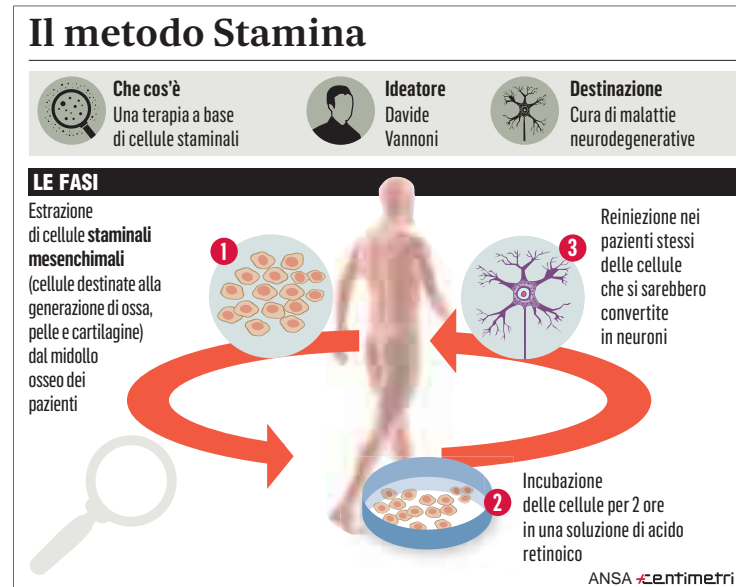 Il metodo Stamina
Che cos'è
Una terapia a base
di cellule staminali
Ideatore
Davide
Vannoni
Destinazione
Cura di malattie
neurodegenerative
LE FASI
Estrazione
di cellule staminali
mesenchimali
(cellule destinate alla
generazione di ossa,
pelle e cartilagine)
dal midollo
osseo dei
pazienti
1
3
Reiniezione nei
pazienti stessi
delle cellule
che si sarebbero
convertite
in neuroni
2
Incubazione
delle cellule per 2 ore
in una soluzione di acido
retinoico
ANSA centimetri